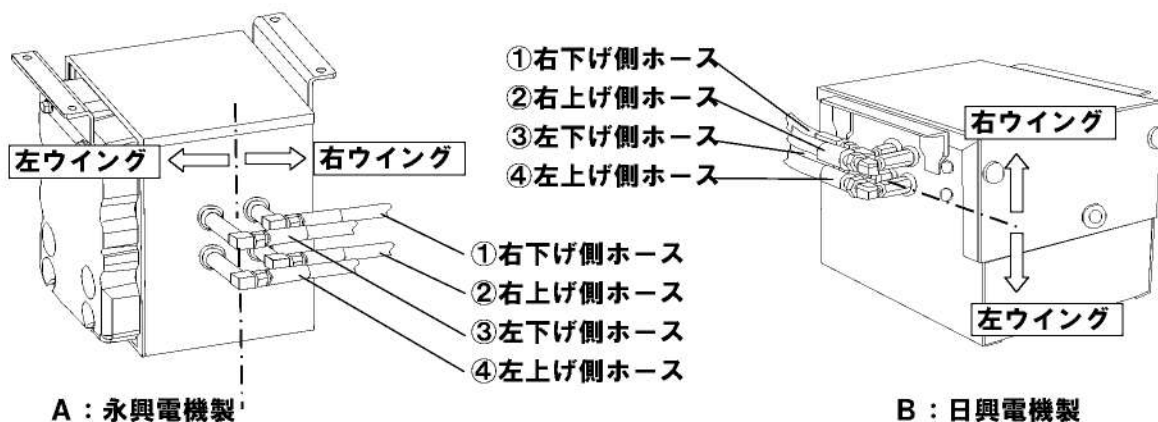 左ウイング
右ウイング
①右下げ側ホース
②右上げ側ホース
③左下げ側ホース
④左上げ側ホース
A：永興電機製
①右下げ側ホース
②右上げ側ホース
③左下げ側ホース
④左上げ側ホース
右ウイング
左ウイング
B：日興電機製